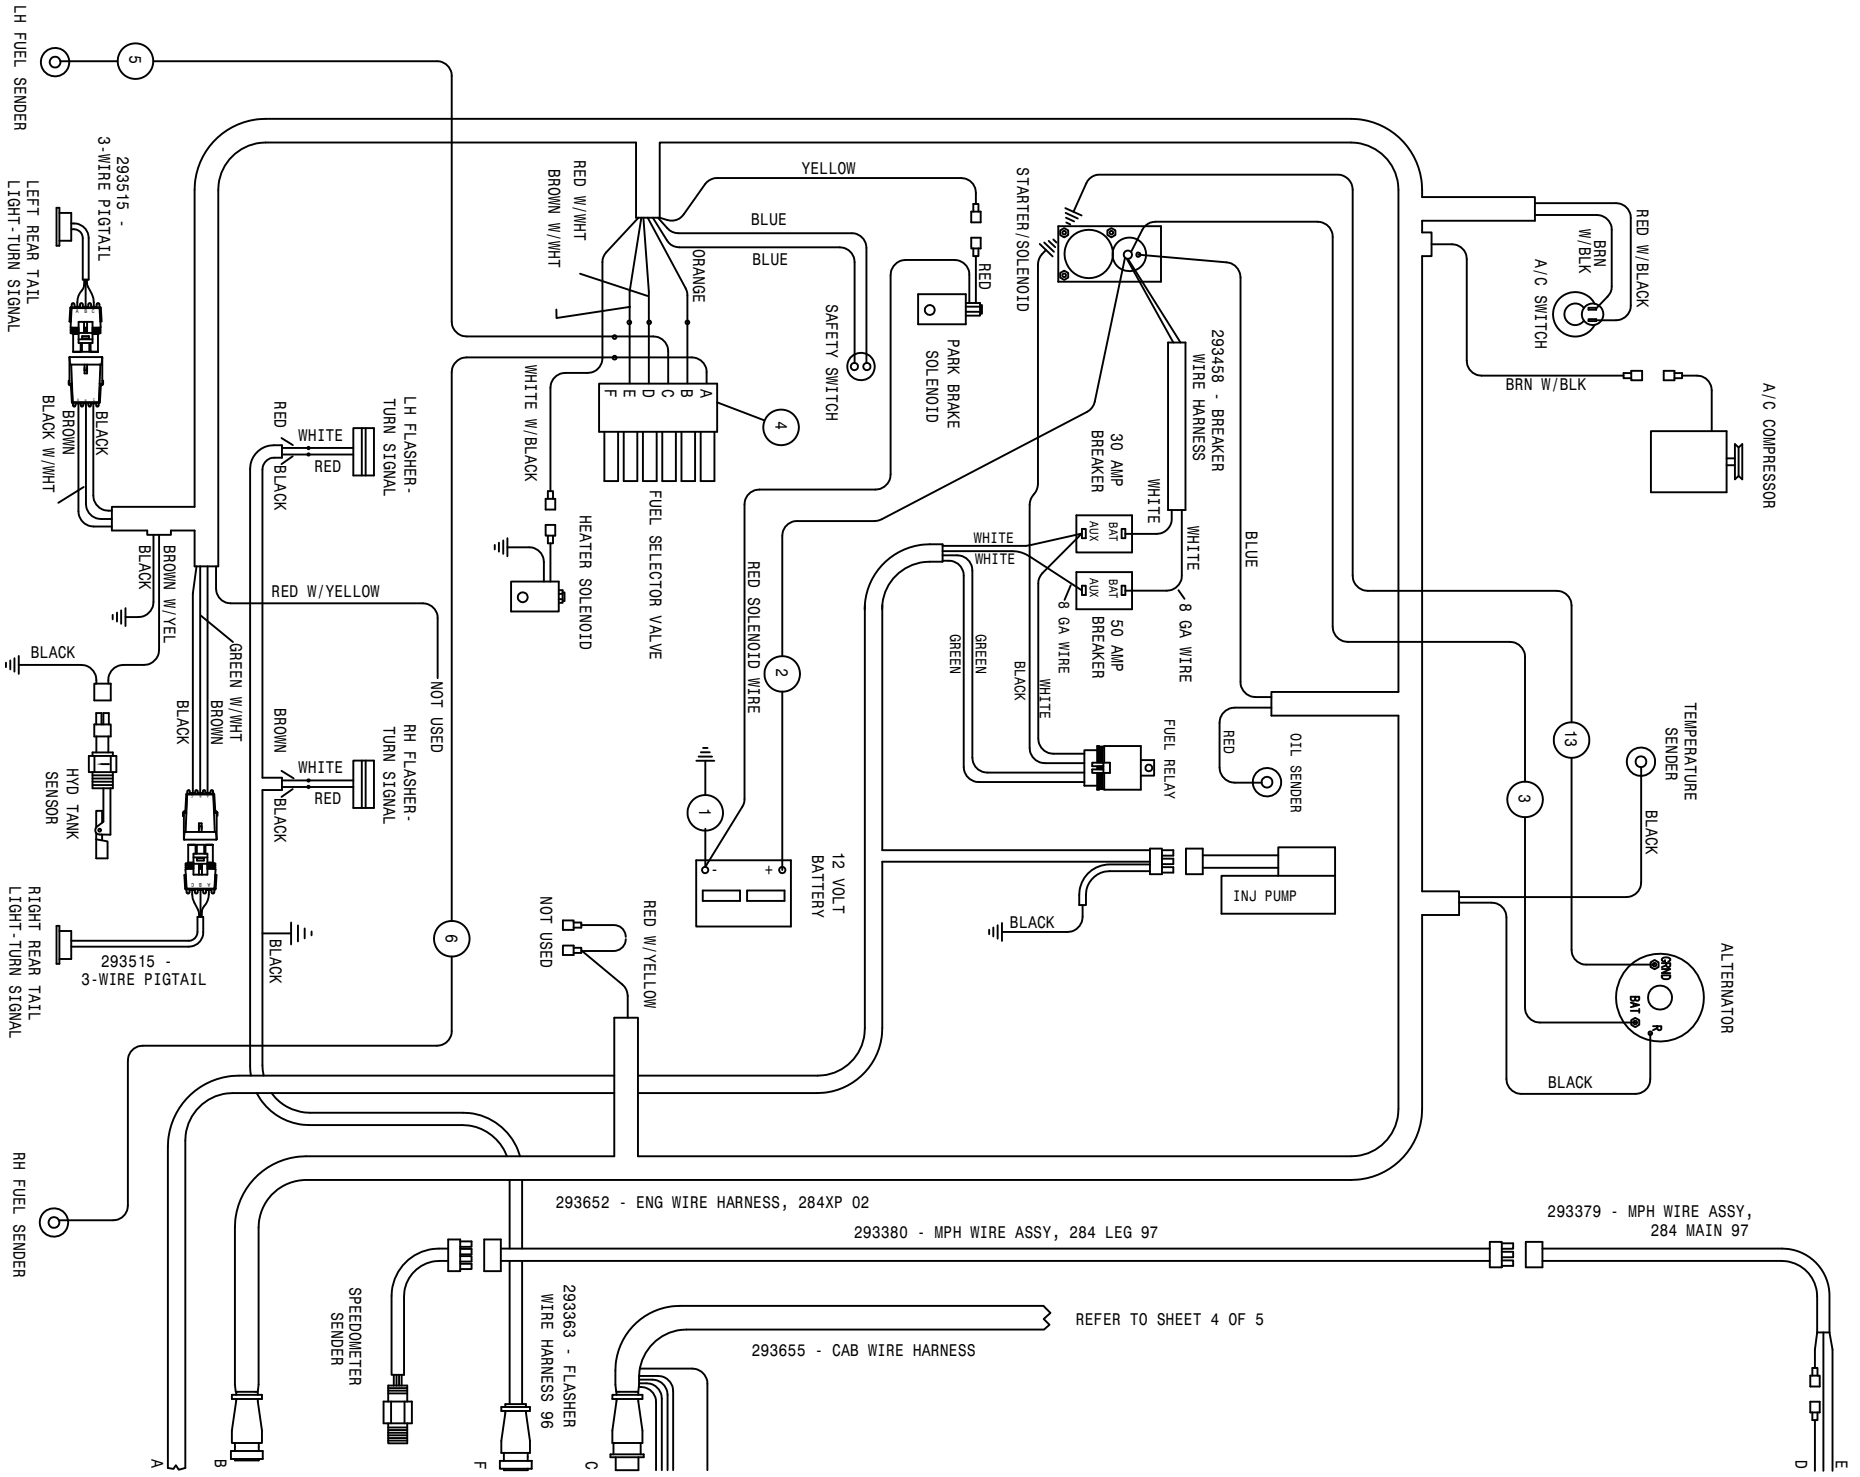 LH FUEL SENDER
5
293515 -
3-WIRE PIGTAIL
LEFT REAR TAIL
LIGHT-TURN SIGNAL
BLACK
BROWN
BLACK W/WHT
RED W/WHT
BROWN W/WHT
YELLOW
BLUE
BLUE
ORANGE
RED
SAFETY SWITCH
PARK BRAKE
SOLENOID
STARTER/SOLENOID
293458 - BREAKER
WIRE HARNESS
RED W/BLACK
BRN
W/BLK
A/C SWITCH
BRN W/BLK
A/C COMPRESSOR
A
B
C
D
E
F
4
FUEL SELECTOR VALVE
WHITE W/BLACK
HEATER SOLENOID
LH FLASHER-
TURN SIGNAL
RED
WHITE
RED
BLACK
30 AMP
BREAKER
WHITE
BAT
AUX
WHITE
WHITE
WHITE
BAT
AUX
50 AMP
BREAKER
8 GA WIRE
8 GA WIRE
BLUE
GREEN
GREEN
BLACK
WHITE
FUEL RELAY
RED
OIL SENDER
TEMPERATURE
SENDER
BLACK
13
3
2
RED SOLENOID WIRE
1
12 VOLT
BATTERY
-
+
INJ PUMP
BLACK
BROWN W/YEL
BLACK
BLACK
RED W/YELLOW
NOT USED
GREEN W/WHT
BROWN
BLACK
HYD TANK
SENSOR
RH FLASHER-
TURN SIGNAL
BROWN
WHITE
RED
BLACK
BLACK
6
293515 -
3-WIRE PIGTAIL
RIGHT REAR TAIL
LIGHT-TURN SIGNAL
NOT USED
RED W/YELLOW
GRND
BAT
R
ALTERNATOR
BLACK
RH FUEL SENDER
293652 - ENG WIRE HARNESS, 284XP 02
293380 - MPH WIRE ASSY, 284 LEG 97
293379 - MPH WIRE ASSY,
284 MAIN 97
SPEEDOMETER
SENDER
293363 - FLASHER
WIRE HARNESS 96
REFER TO SHEET 4 OF 5
293655 - CAB WIRE HARNESS
A
B
F
C
D
E